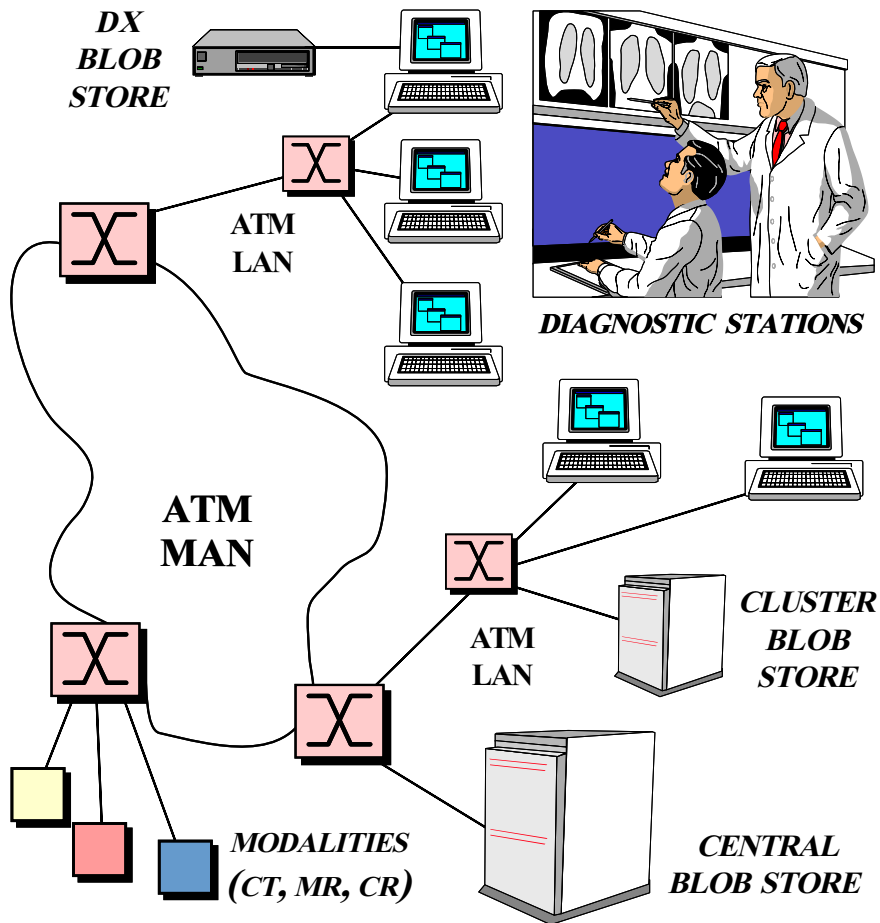 DX
BLOB
STORE
ATM
LAN
DIAGNOSTIC STATIONS
ATM
MAN
ATM
LAN
CLUSTER
BLOB
STORE
MODALITIES
(CT, MR, CR)
CENTRAL
BLOB STORE